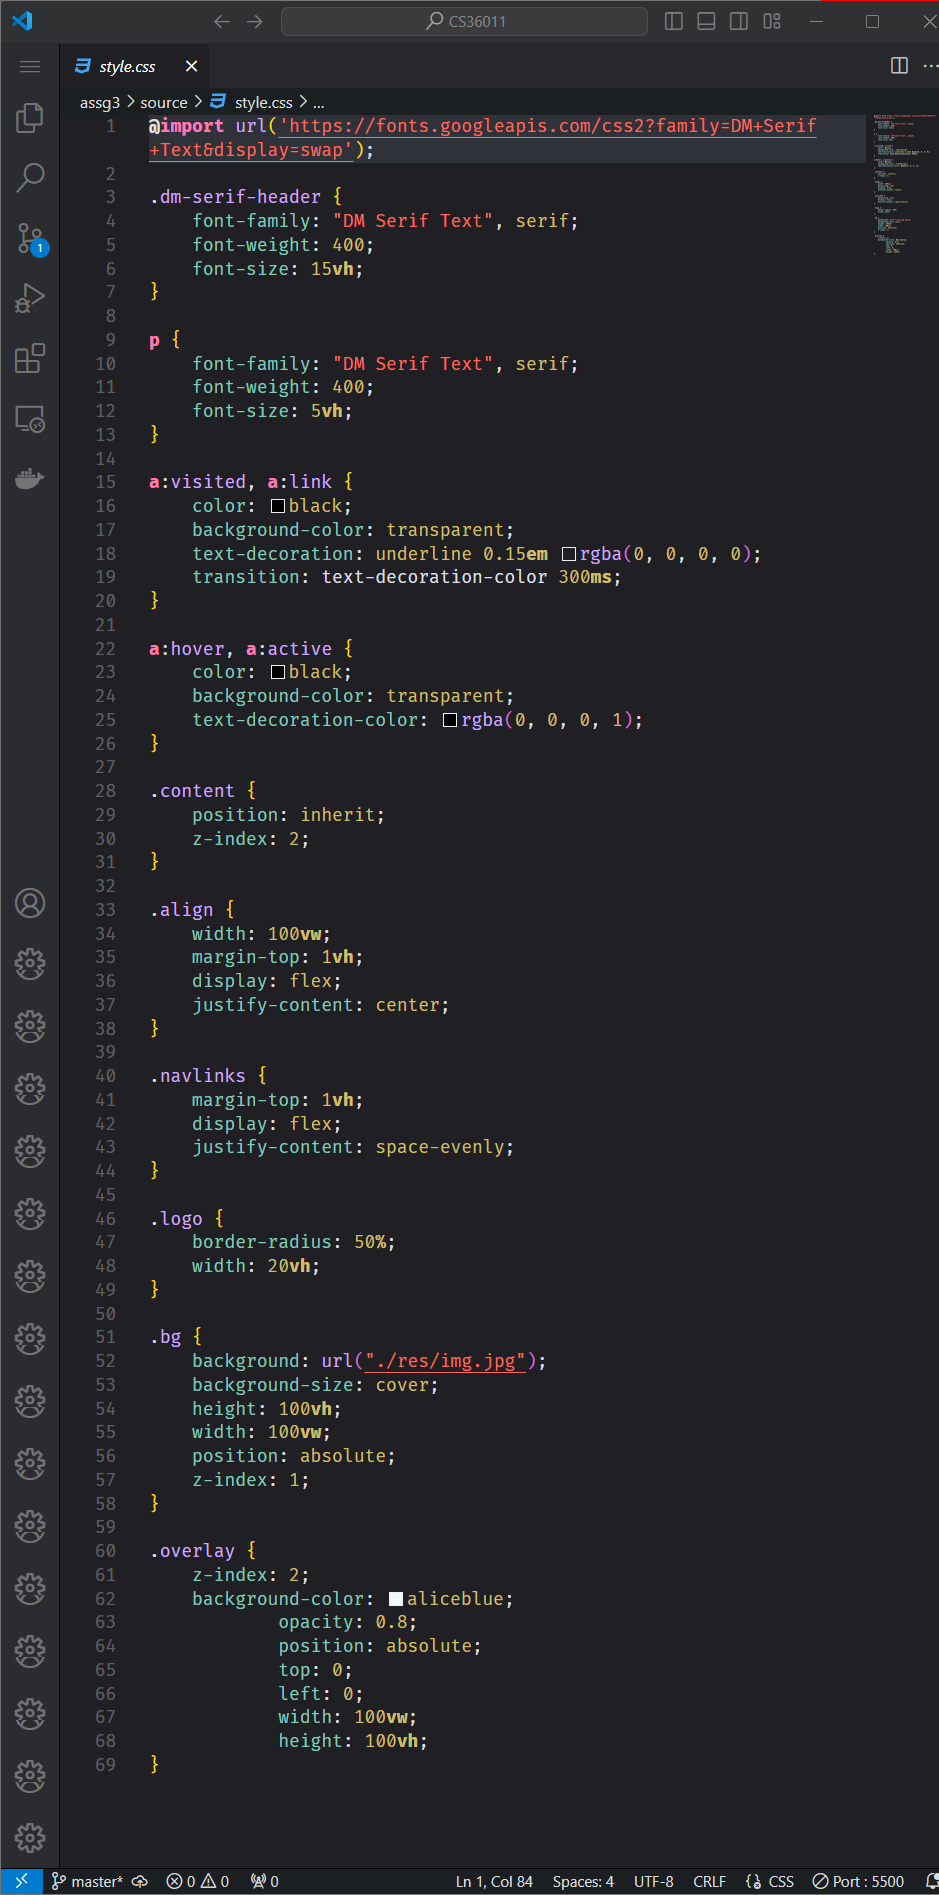 CS36011
style.css
assg3 > source > style.css > ...
1 @import url('https://fonts.googleapis.com/css2?family=DM+Serif
+Text&display=swap');
2
3 .dm-serif-header {
4 font-family: "DM Serif Text", serif;
5 font-weight: 400;
6 font-size: 15vh;
7 }
8
9 p {
10 font-family: "DM Serif Text", serif;
11 font-weight: 400;
12 font-size: 5vh;
13 }
14
15 a:visited, a:link {
16 color: black;
17 background-color: transparent;
18 text-decoration: underline 0.15em rgba(0, 0, 0, 0);
19 transition: text-decoration-color 300ms;
20 }
21
22 a:hover, a:active {
23 color: black;
24 background-color: transparent;
25 text-decoration-color: rgba(0, 0, 0, 1);
26 }
27
28 .content {
29 position: inherit;
30 z-index: 2;
31 }
32
33 .align {
34 width: 100vw;
35 margin-top: 1vh;
36 display: flex;
37 justify-content: center;
38 }
39
40 .navlinks {
41 margin-top: 1vh;
42 display: flex;
43 justify-content: space-evenly;
44 }
45
46 .logo {
47 border-radius: 50%;
48 width: 20vh;
49 }
50
51 .bg {
52 background: url("./res/img.jpg");
53 background-size: cover;
54 height: 100vh;
55 width: 100vw;
56 position: absolute;
57 z-index: 1;
58 }
59
60 .overlay {
61 z-index: 2;
62 background-color: aliceblue;
63 opacity: 0.8;
64 position: absolute;
65 top: 0;
66 left: 0;
67 width: 100vw;
68 height: 100vh;
69 }
1
master* 0 0 0 Ln 1, Col 84 Spaces: 4 UTF-8 CRLF CSS Port : 5500